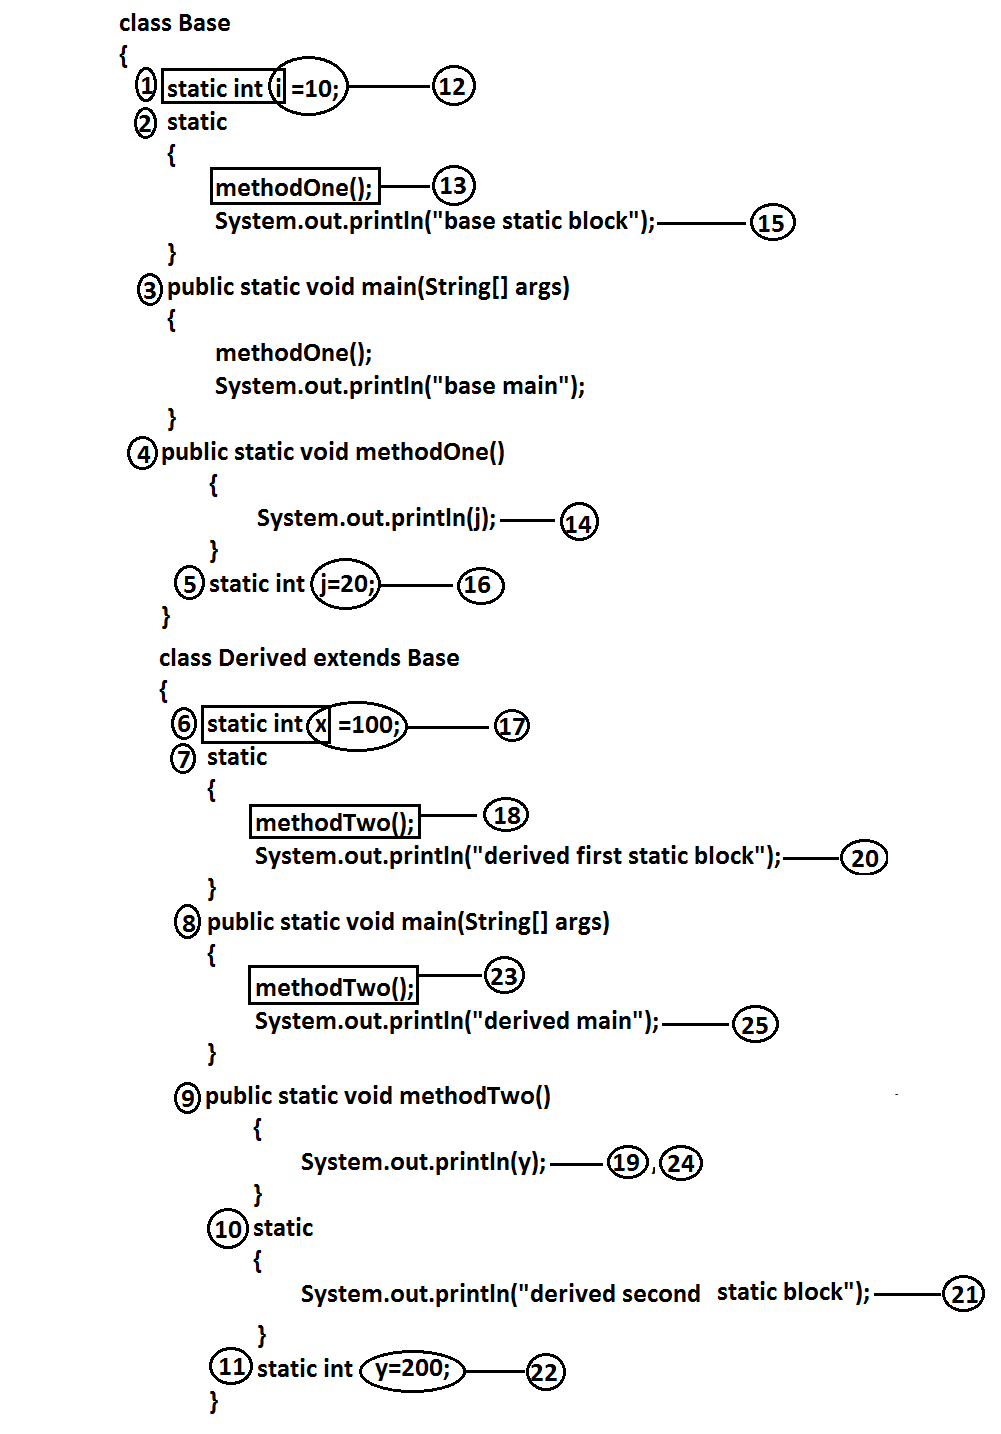 class Base
{
1 static int i =10; 12
2 static
{
methodOne(); 13
System.out.println("base static block"); 15
}
3 public static void main(String[] args)
{
methodOne();
System.out.println("base main");
}
4 public static void methodOne()
{
System.out.println(j); 14
}
5 static int j=20; 16
}
class Derived extends Base
{
6 static int x =100; 17
7 static
{
methodTwo(); 18
System.out.println("derived first static block"); 20
}
8 public static void main(String[] args)
{
methodTwo(); 23
System.out.println("derived main"); 25
}
9 public static void methodTwo()
{
System.out.println(y); 19 , 24
}
10 static
{
System.out.println("derived second static block"); 21
}
11 static int y=200; 22
}